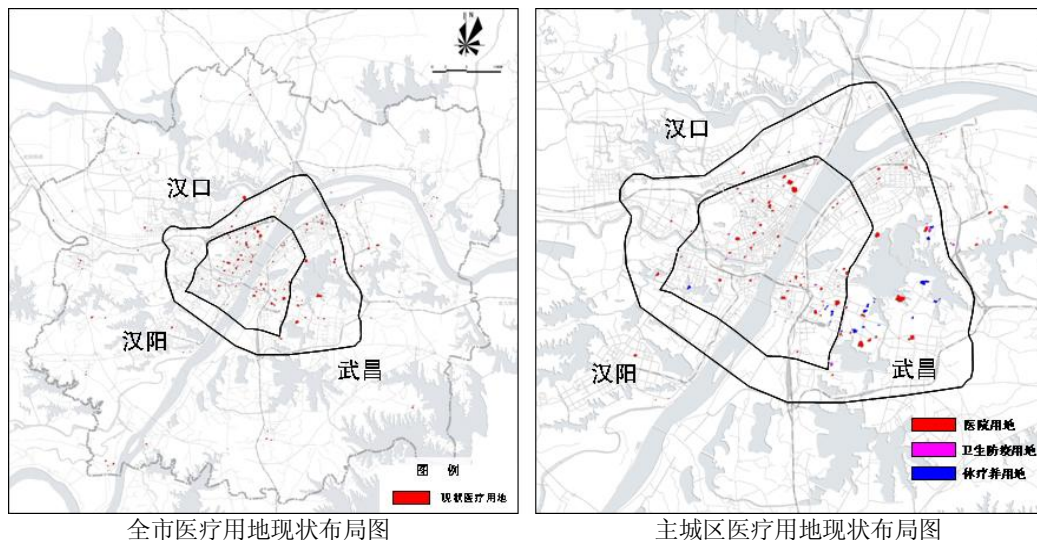 汉口
汉阳
武昌
图 例
现状医疗用地
汉口
汉阳
武昌
医院用地
卫生防疫用地
休疗养用地
全市医疗用地现状布局图
主城区医疗用地现状布局图